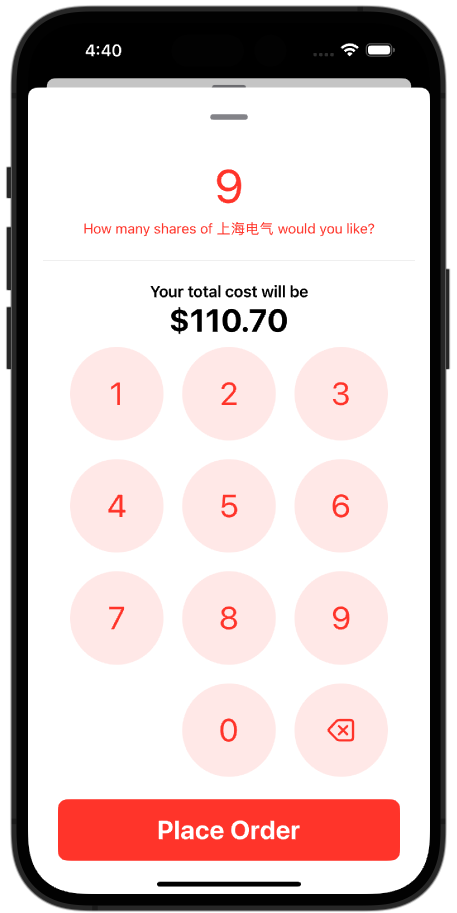 4:40
9
How many shares of 上海电气 would you like?
Your total cost will be
$110.70
1 2 3
4 5 6
7 8 9
0
Place Order